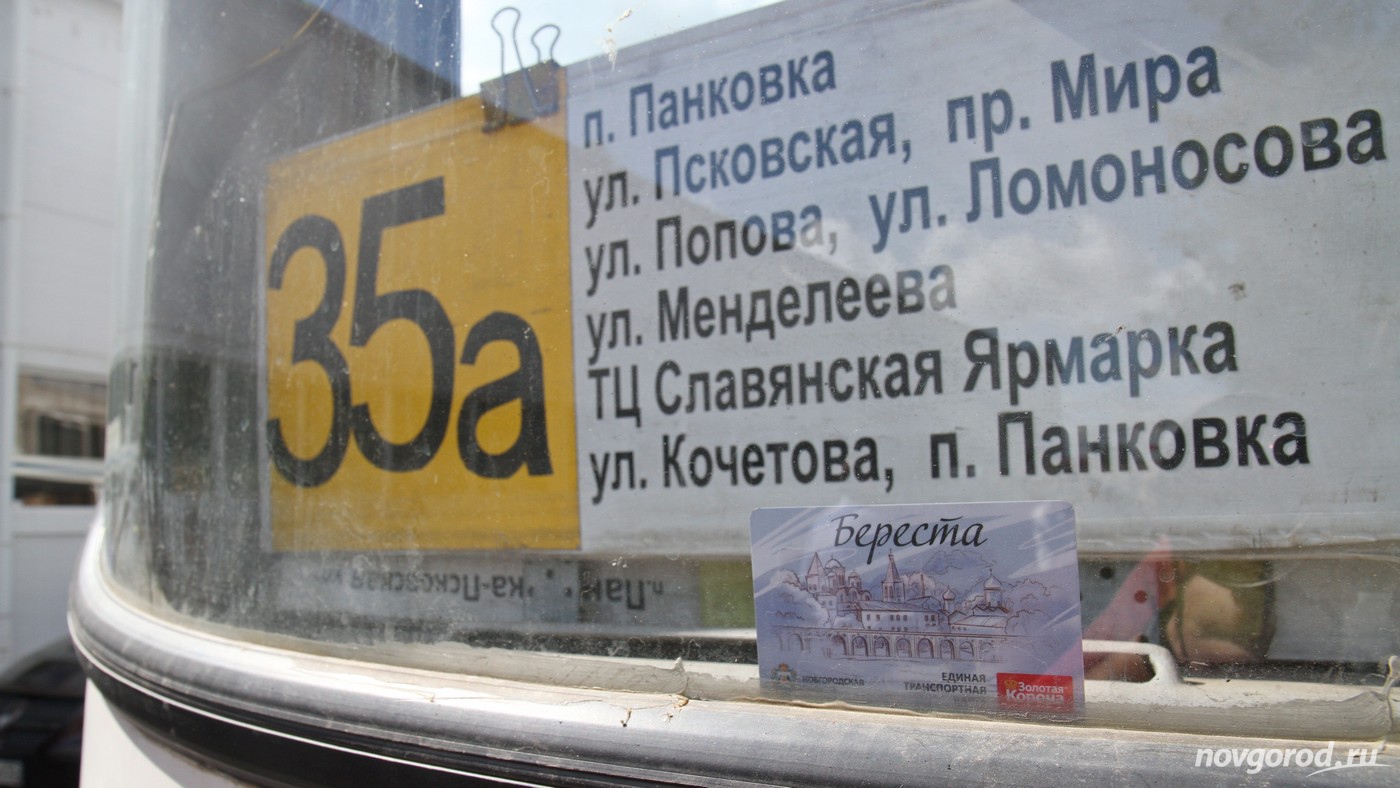 35а
п. Панковка
ул. Псковская, пр. Мира
ул. Попова, ул. Ломоносова
ул. Менделеева
ТЦ Славянская Ярмарка
ул. Кочетова, п. Панковка
Береста
НОВГОРОДСКАЯ
ЕДИНАЯ
ТРАНСПОРТНАЯ
Золотая
Корона
novgorod.ru